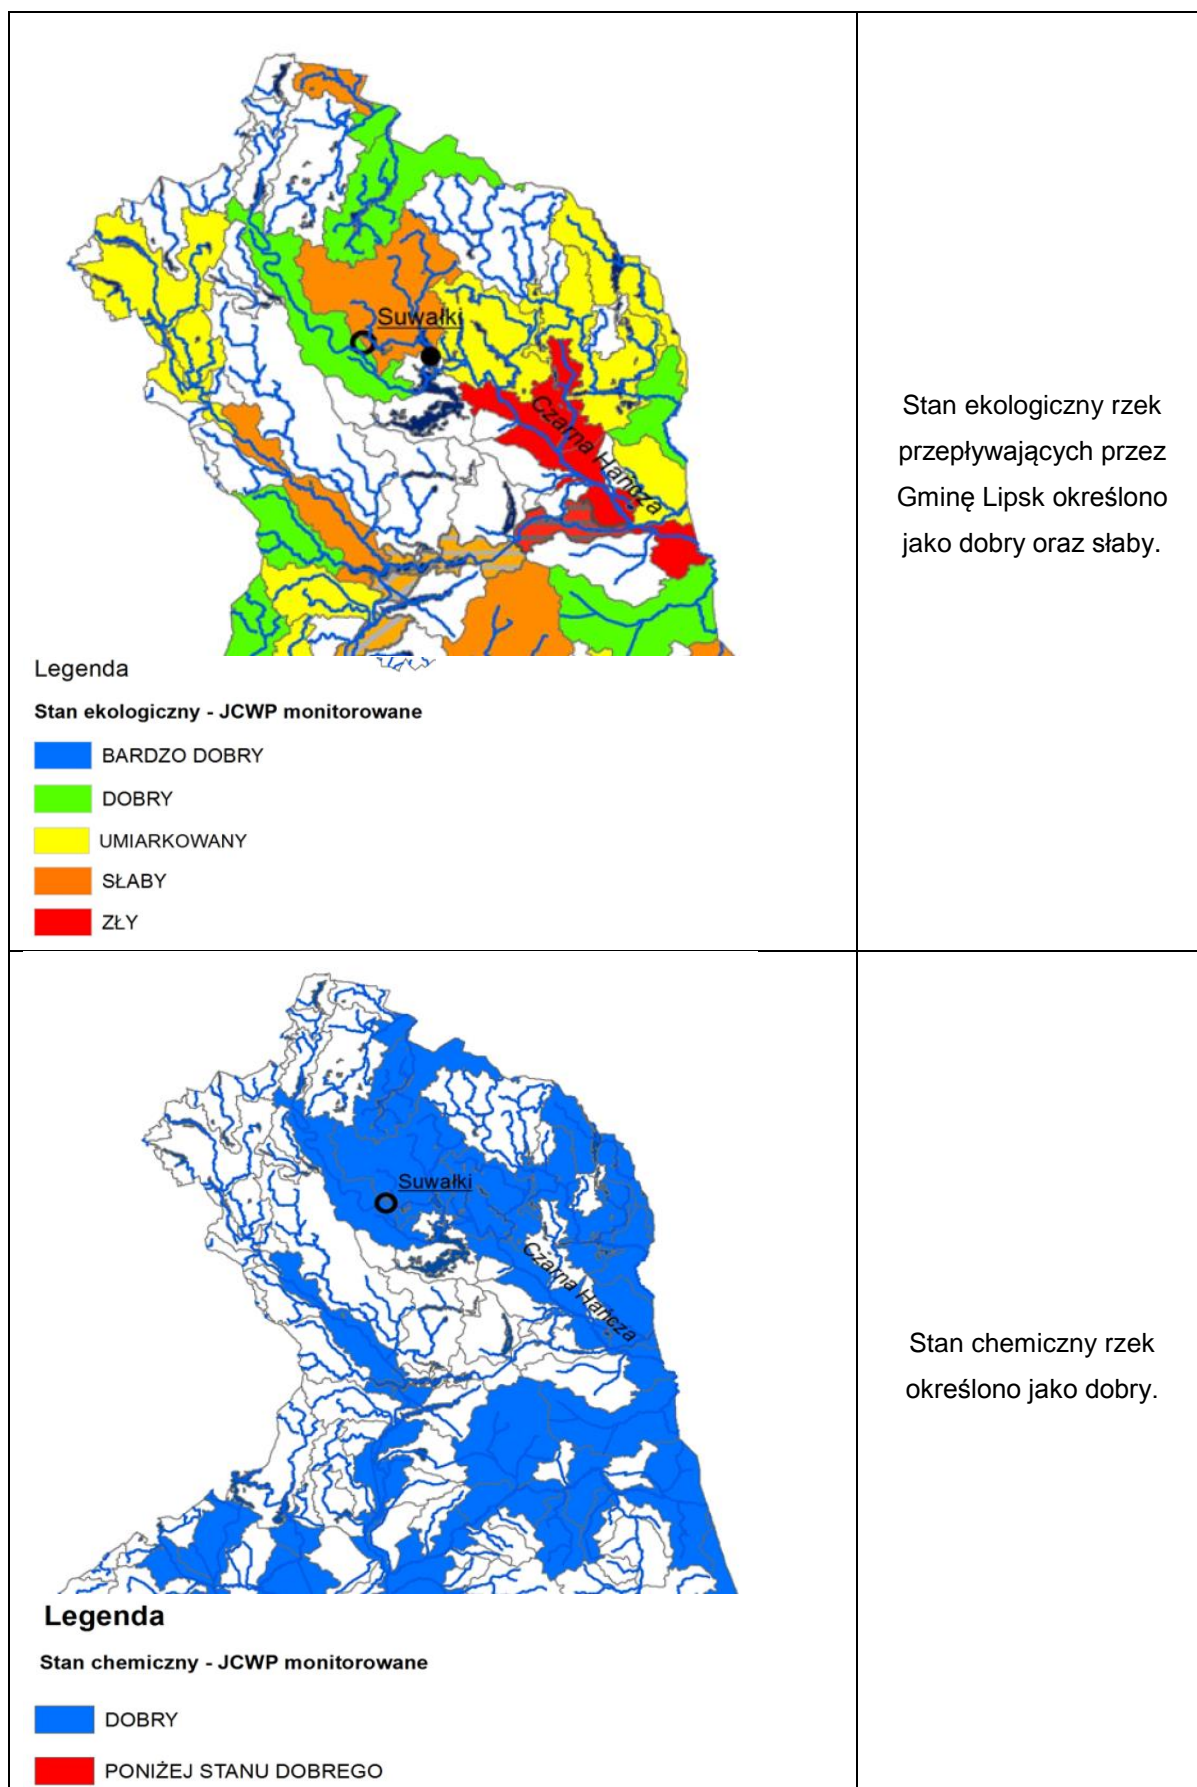 Suwałki
Czarna Hańcza
Stan ekologiczny rzek
przepływających przez
Gminę Lipsk określono
jako dobry oraz słaby.
Legenda
Stan ekologiczny - JCWP monitorowane
BARDZO DOBRY
DOBRY
UMIARKOWANY
SŁABY
ZŁY
Suwałki
Czarna Hańcza
Stan chemiczny rzek
określono jako dobry.
Legenda
Stan chemiczny - JCWP monitorowane
DOBRY
PONIŻEJ STANU DOBREGO